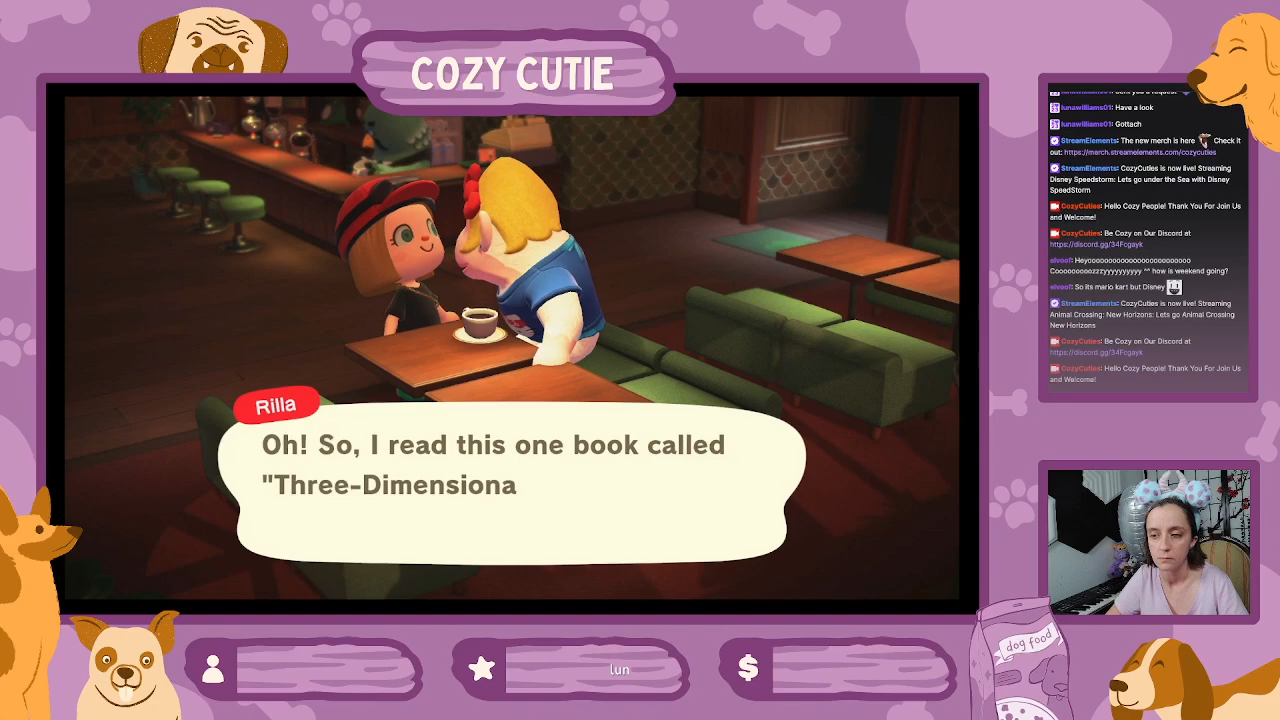 COZY CUTIE
lunawilliams01: Have a look
lunawilliams01: Gottach
StreamElements: The new merch is here Check it
out: https://merch.streamelements.com/cozycuties
StreamElements: CozyCuties is now live! Streaming
Disney Speedstorm: Lets go under the Sea with Disney
SpeedStorm
CozyCuties: Hello Cozy People! Thank You For Join Us
and Welcome!
CozyCuties: Be Cozy on Our Discord at
https://discord.gg/34Fcgayk
elvoof: Heyooooooooooooooooooooooooo
Cooooooooozzzyyyyyyyyyy ^^ how is weekend going?
elvoof: So its mario kart but Disney
StreamElements: CozyCuties is now live! Streaming
Animal Crossing: New Horizons: Lets go Animal Crossing
New Horizons
CozyCuties: Be Cozy on Our Discord at
https://discord.gg/34Fcgayk
CozyCuties: Hello Cozy People! Thank You For Join Us
and Welcome!
Rilla
Oh! So, I read this one book called
"Three-Dimensiona
lun
$
dog food